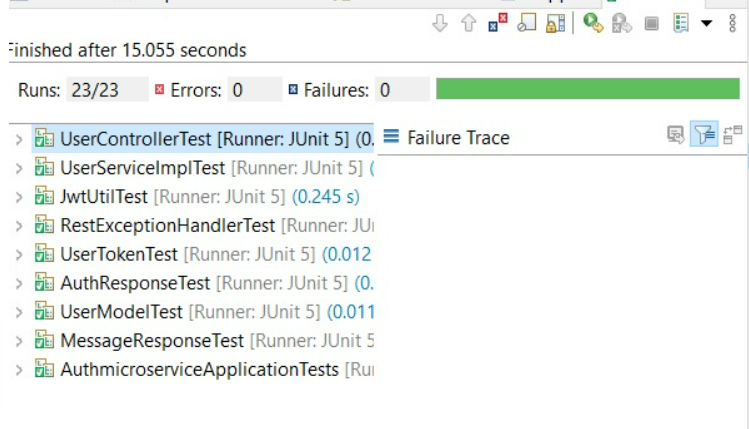 Finished after 15.055 seconds
Runs: 23/23 Errors: 0 Failures: 0
UserControllerTest [Runner: JUnit 5] (0.
UserServiceImplTest [Runner: JUnit 5] (
JwtUtilTest [Runner: JUnit 5] (0.245 s)
RestExceptionHandlerTest [Runner: JU
UserTokenTest [Runner: JUnit 5] (0.012
AuthResponseTest [Runner: JUnit 5] (0.
UserModelTest [Runner: JUnit 5] (0.011
MessageResponseTest [Runner: JUnit 5
AuthmicroserviceApplicationTests [Ru
Failure Trace